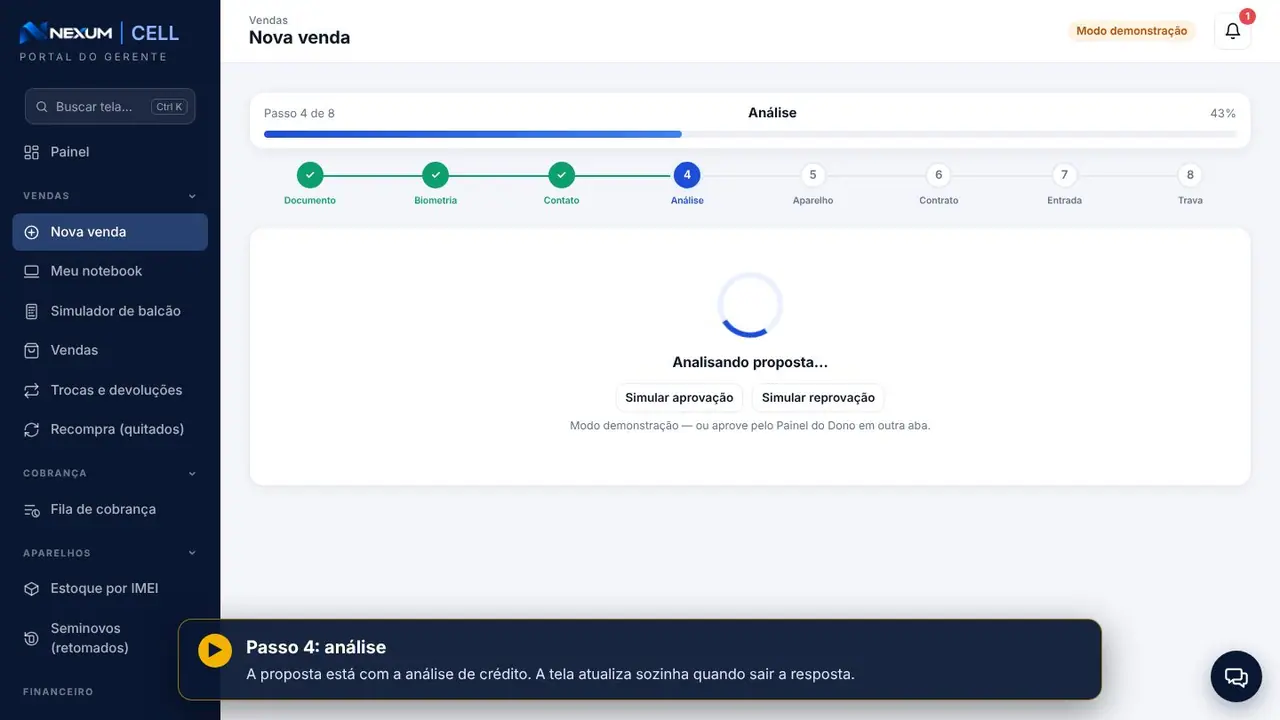 NEXUM | CELL
PORTAL DO GERENTE
Buscar tela... Ctrl K
Painel
VENDAS
Nova venda
Meu notebook
Simulador de balcão
Vendas
Trocas e devoluções
Recompra (quitados)
COBRANÇA
Fila de cobrança
APARELHOS
Estoque por IMEI
Seminovos
(retomados)
FINANCEIRO
Vendas
Nova venda
Modo demonstração
1
Passo 4 de 8 Análise 43%
4 5 6 7 8
Documento Biometria Contato Análise Aparelho Contrato Entrada Trava
Analisando proposta...
Simular aprovação Simular reprovação
Modo demonstração — ou aprove pelo Painel do Dono em outra aba.
Passo 4: análise
A proposta está com a análise de crédito. A tela atualiza sozinha quando sair a resposta.